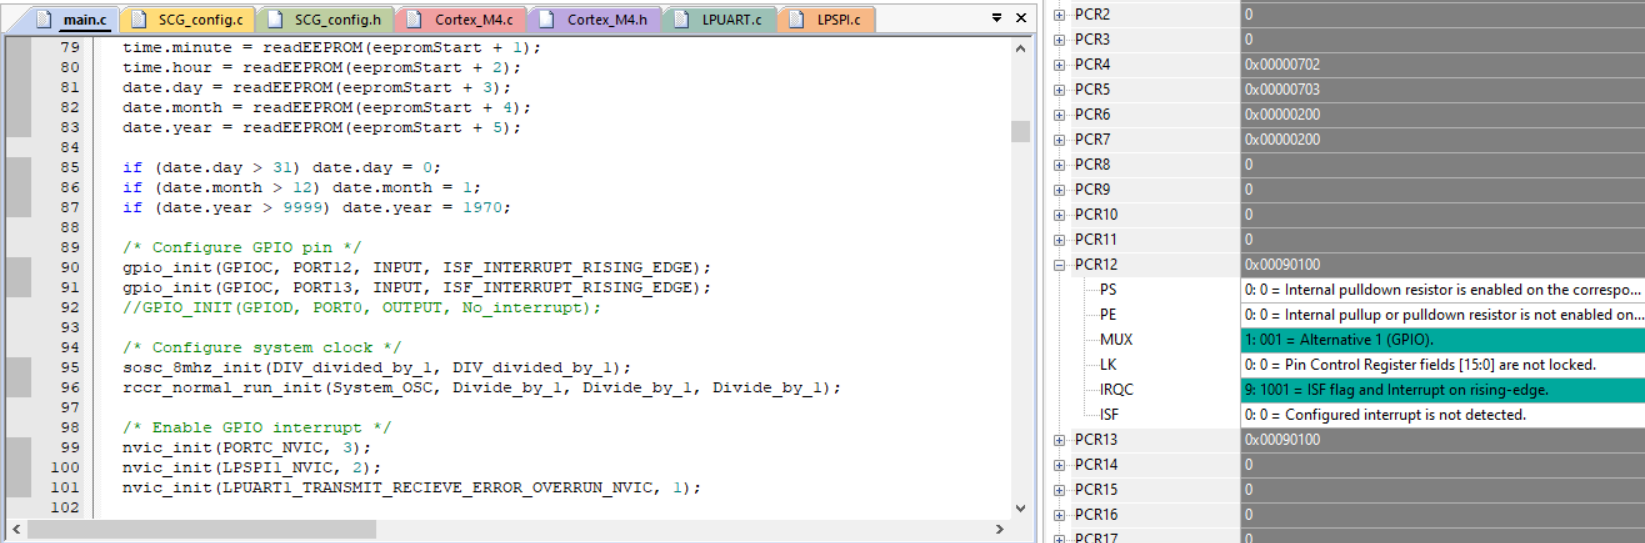 main.c SCG_config.c SCG_config.h Cortex_M4.c Cortex_M4.h LPUART.c LPSPI.c
79 time.minute = readEEPROM(eepromStart + 1);
80 time.hour = readEEPROM(eepromStart + 2);
81 date.day = readEEPROM(eepromStart + 3);
82 date.month = readEEPROM(eepromStart + 4);
83 date.year = readEEPROM(eepromStart + 5);
84
85 if (date.day > 31) date.day = 0;
86 if (date.month > 12) date.month = 1;
87 if (date.year > 9999) date.year = 1970;
88
89 /* Configure GPIO pin */
90 gpio_init(GPIOC, PORT12, INPUT, ISF_INTERRUPT_RISING_EDGE);
91 gpio_init(GPIOC, PORT13, INPUT, ISF_INTERRUPT_RISING_EDGE);
92 //GPIO_INIT(GPIOD, PORT0, OUTPUT, No_interrupt);
93
94 /* Configure system clock */
95 sosc_8mhz_init(DIV_divided_by_1, DIV_divided_by_1);
96 rccr_normal_run_init(System_OSC, Divide_by_1, Divide_by_1, Divide_by_1);
97
98 /* Enable GPIO interrupt */
99 nvic_init(PORTC_NVIC, 3);
100 nvic_init(LPSPI1_NVIC, 2);
101 nvic_init(LPUART1_TRANSMIT_RECIEVE_ERROR_OVERRUN_NVIC, 1);
102
PCR2 0
PCR3 0
PCR4 0x00000702
PCR5 0x00000703
PCR6 0x00000200
PCR7 0x00000200
PCR8 0
PCR9 0
PCR10 0
PCR11 0
PCR12 0x00090100
PS 0: 0 = Internal pulldown resistor is enabled on the correspo...
PE 0: 0 = Internal pullup or pulldown resistor is not enabled on...
MUX 1: 001 = Alternative 1 (GPIO).
LK 0: 0 = Pin Control Register fields [15:0] are not locked.
IRQC 9: 1001 = ISF flag and Interrupt on rising-edge.
ISF 0: 0 = Configured interrupt is not detected.
PCR13 0x00090100
PCR14 0
PCR15 0
PCR16 0
PCR17 0